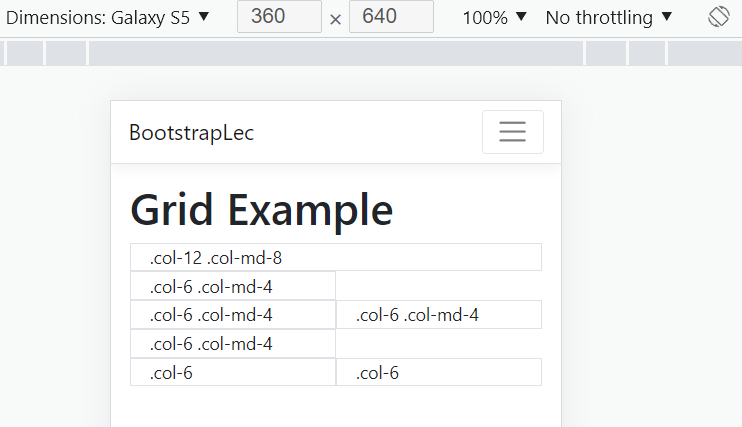 Dimensions: Galaxy S5 ▼ 360 × 640 100% ▼ No throttling ▼
BootstrapLec
Grid Example
.col-12 .col-md-8
.col-6 .col-md-4
.col-6 .col-md-4 .col-6 .col-md-4
.col-6 .col-md-4
.col-6 .col-6